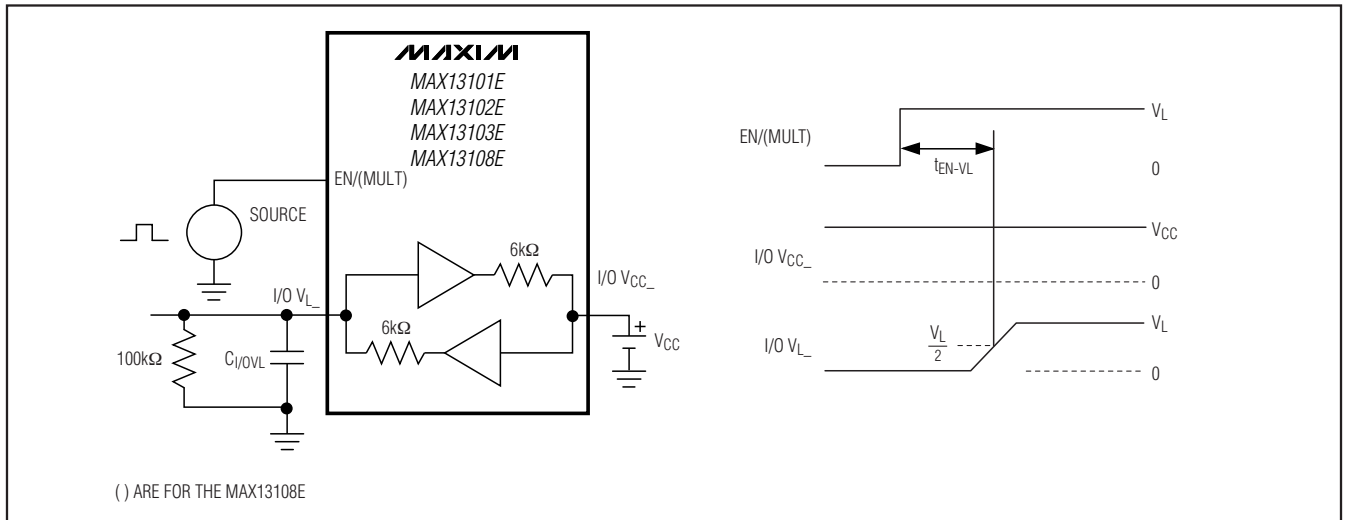 MAXIM
MAX13101E
MAX13102E
MAX13103E
MAX13108E
EN/(MULT)
SOURCE
6kΩ
I/O VCC_
I/O VL_
6kΩ
VCC
+
100kΩ
CI/OVL
EN/(MULT)
VL
tEN-VL
0
VCC
I/O VCC_
0
VL
I/O VL_
VL
2
0
( ) ARE FOR THE MAX13108E